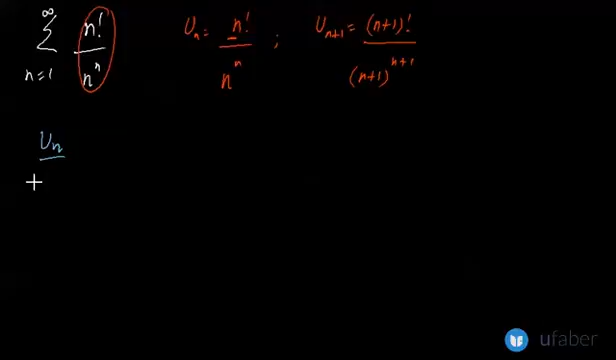 ∞
∑ n! / n^n    U_n = n! / n^n ;    U_{n+1} = (n+1)! / (n+1)^{n+1}
n=1
U_n
ufaber